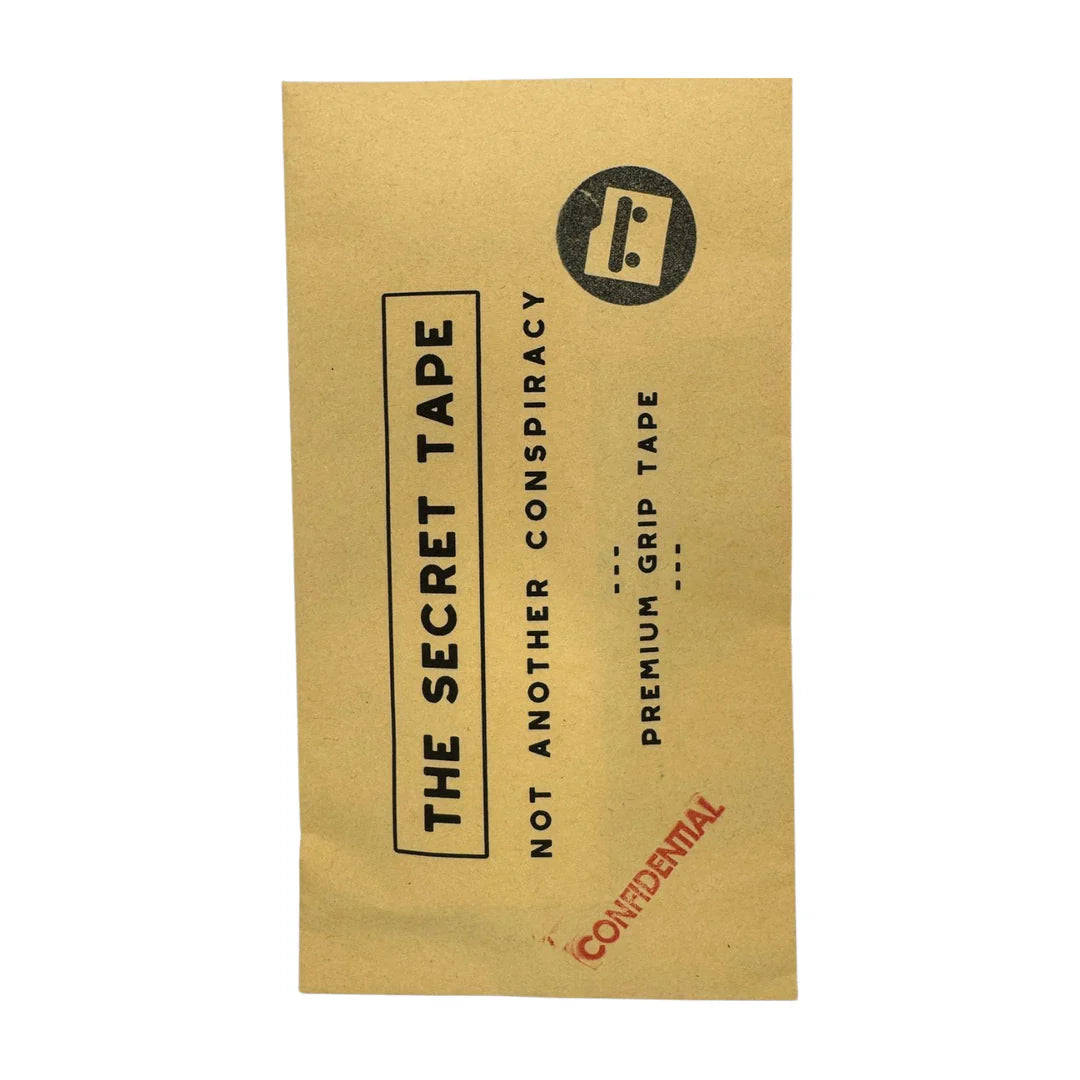 THE SECRET TAPE
NOT ANOTHER CONSPIRACY
PREMIUM GRIP TAPE
CONFIDENTIAL